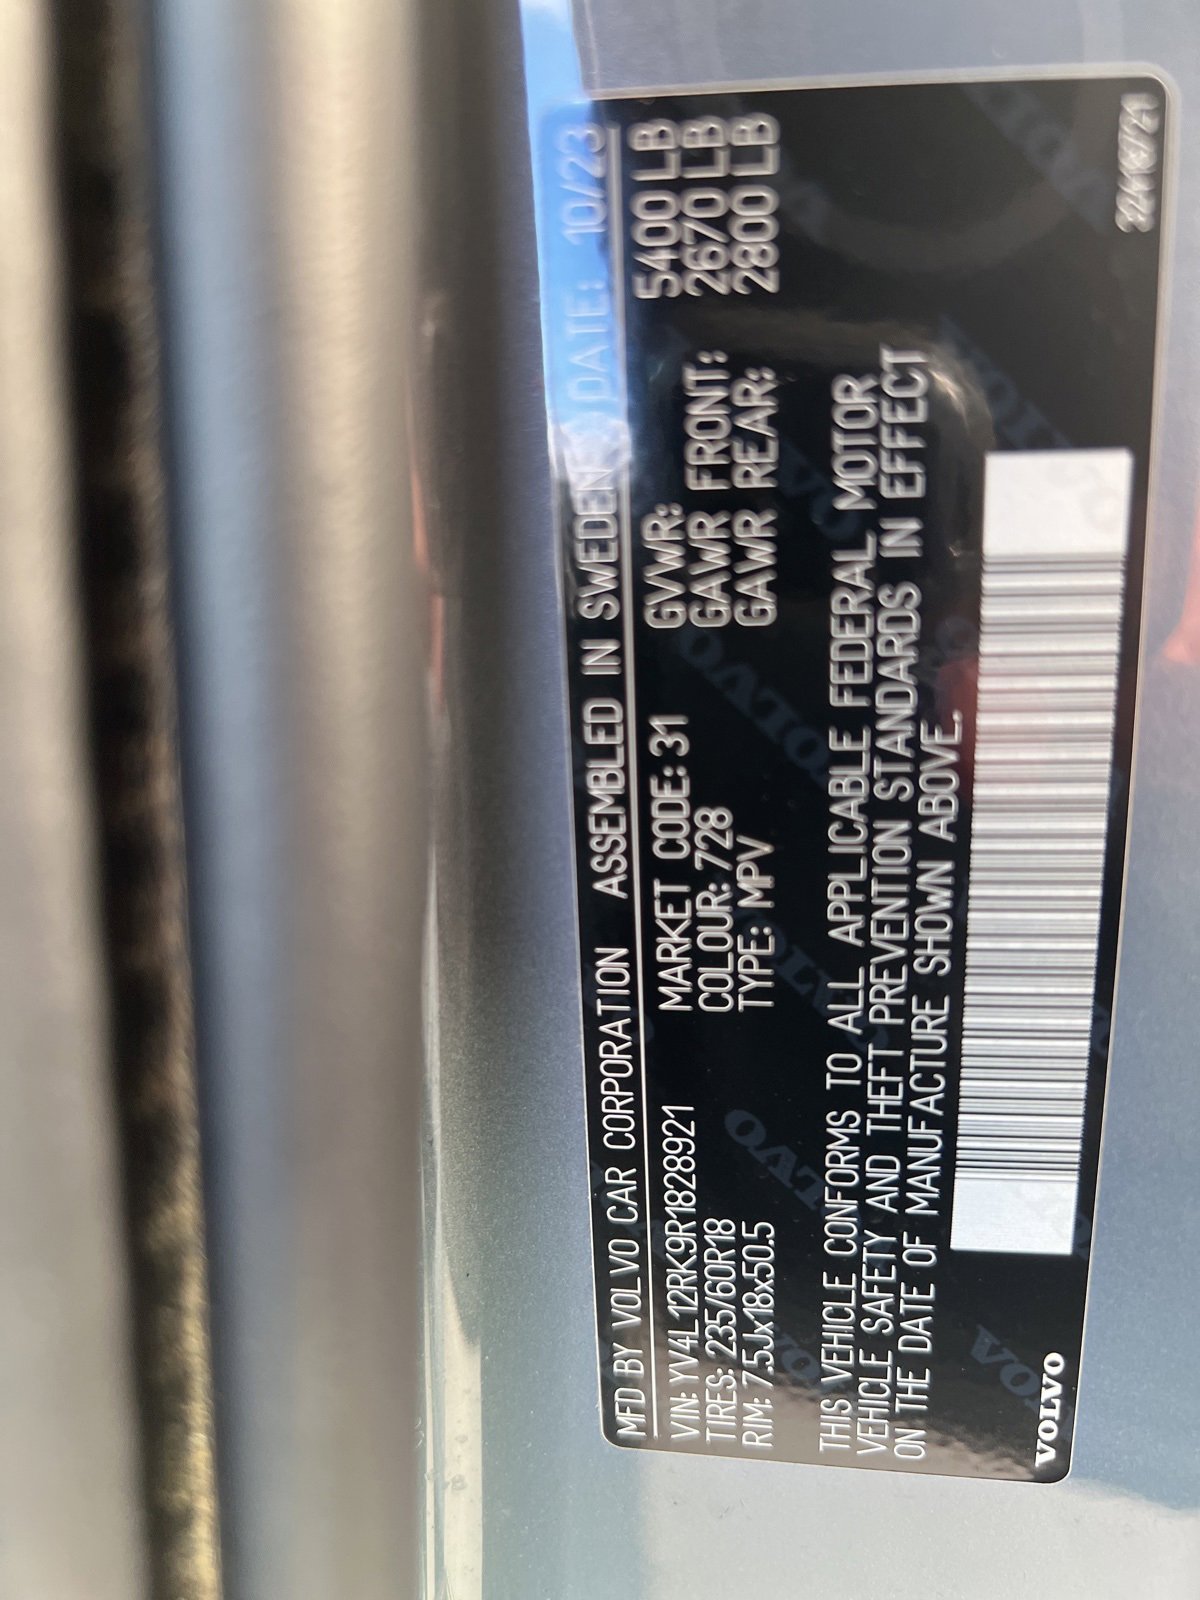 MFD BY VOLVO CAR CORPORATION ASSEMBLED IN SWEDEN DATE: 10/23
VIN: YV4L12RK9R1828921 MARKET CODE: 31 GVWR: 5400 LB
TIRES: 235/60R18 COLOUR: 728 GAWR FRONT: 2670 LB
RIM: 7.5Jx18x50.5 TYPE: MPV GAWR REAR: 2800 LB
THIS VEHICLE CONFORMS TO ALL APPLICABLE FEDERAL MOTOR
VEHICLE SAFETY AND THEFT PREVENTION STANDARDS IN EFFECT
ON THE DATE OF MANUFACTURE SHOWN ABOVE.
VOLVO